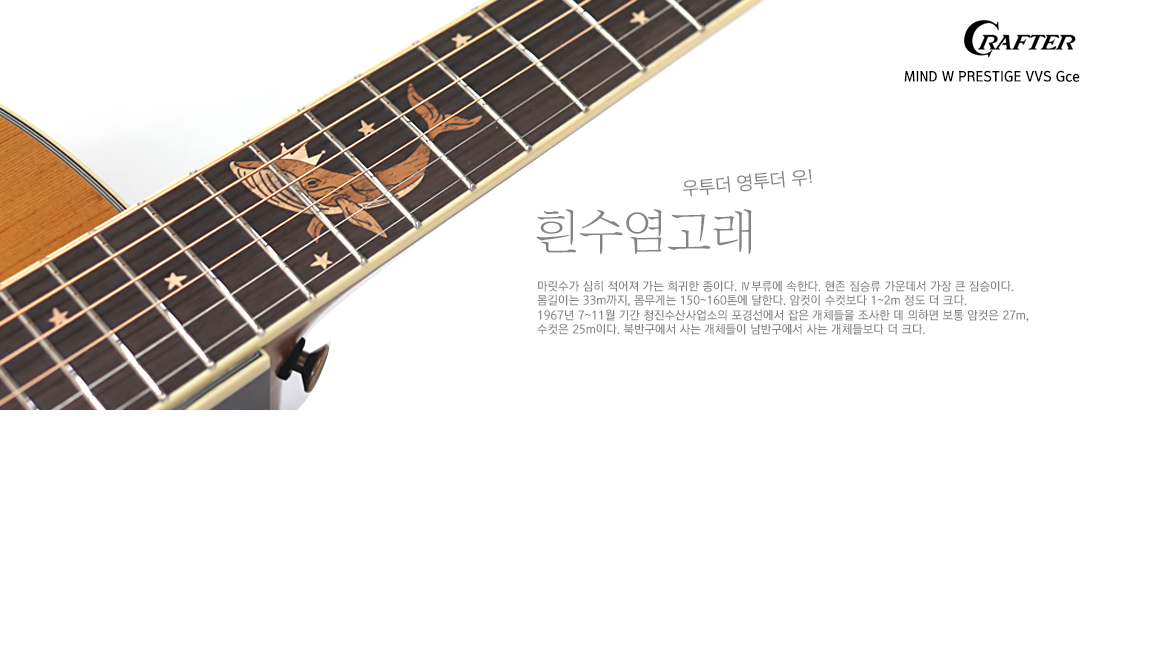 CRAFTER
MIND W PRESTIGE VVS Gce
우투더 영투더 우!
흰수염고래
마릿수가 심히 적어져 가는 희귀한 종이다. Ⅳ부류에 속한다. 현존 짐승류 가운데서 가장 큰 짐승이다.
몸길이는 33m까지, 몸무게는 150~160톤에 달한다. 암컷이 수컷보다 1~2m 정도 더 크다.
1967년 7~11월 기간 청진수산사업소의 포경선에서 잡은 개체들을 조사한 데 의하면 보통 암컷은 27m,
수컷은 25m이다. 북반구에서 사는 개체들이 남반구에서 사는 개체들보다 더 크다.